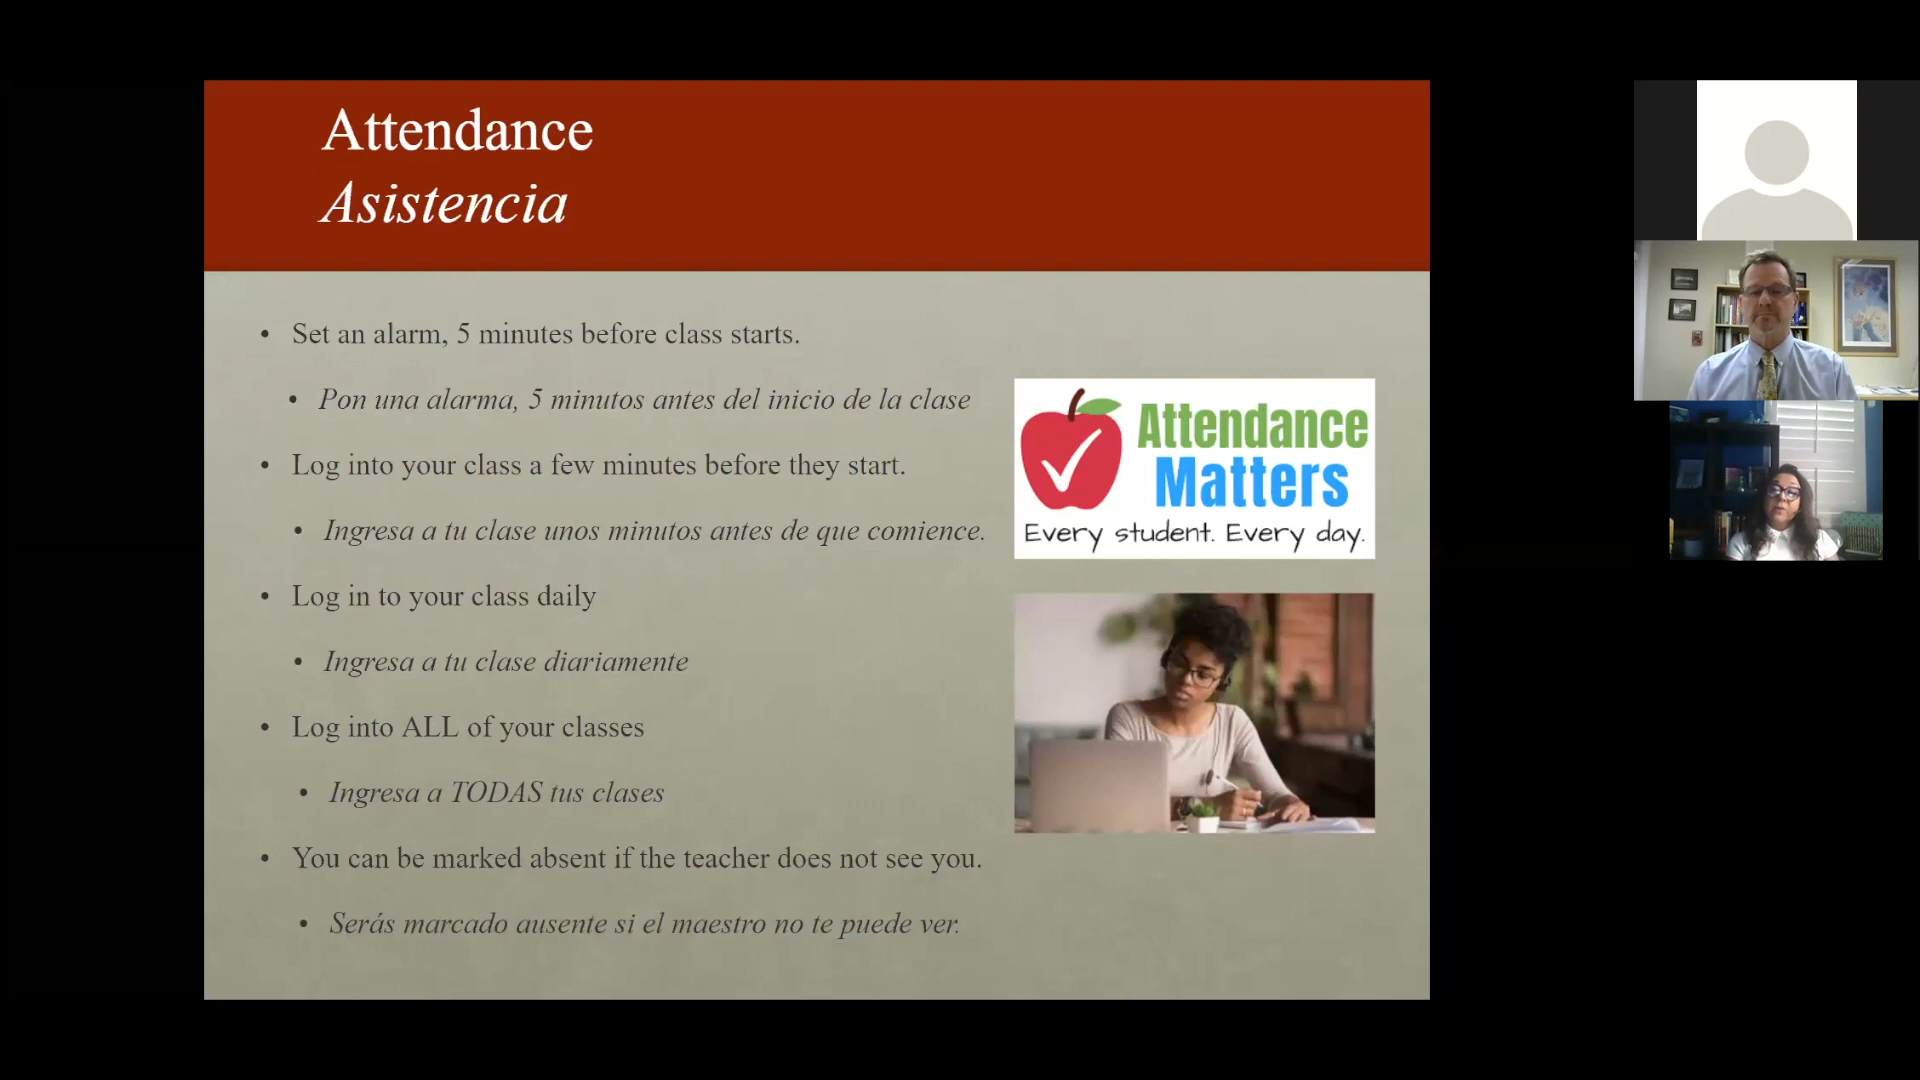 Attendance
Asistencia
• Set an alarm, 5 minutes before class starts.
• Pon una alarma, 5 minutos antes del inicio de la clase
• Log into your class a few minutes before they start.
• Ingresa a tu clase unos minutos antes de que comience.
• Log in to your class daily
• Ingresa a tu clase diariamente
• Log into ALL of your classes
• Ingresa a TODAS tus clases
• You can be marked absent if the teacher does not see you.
• Serás marcado ausente si el maestro no te puede ver.
Attendance
Matters
Every student. Every day.